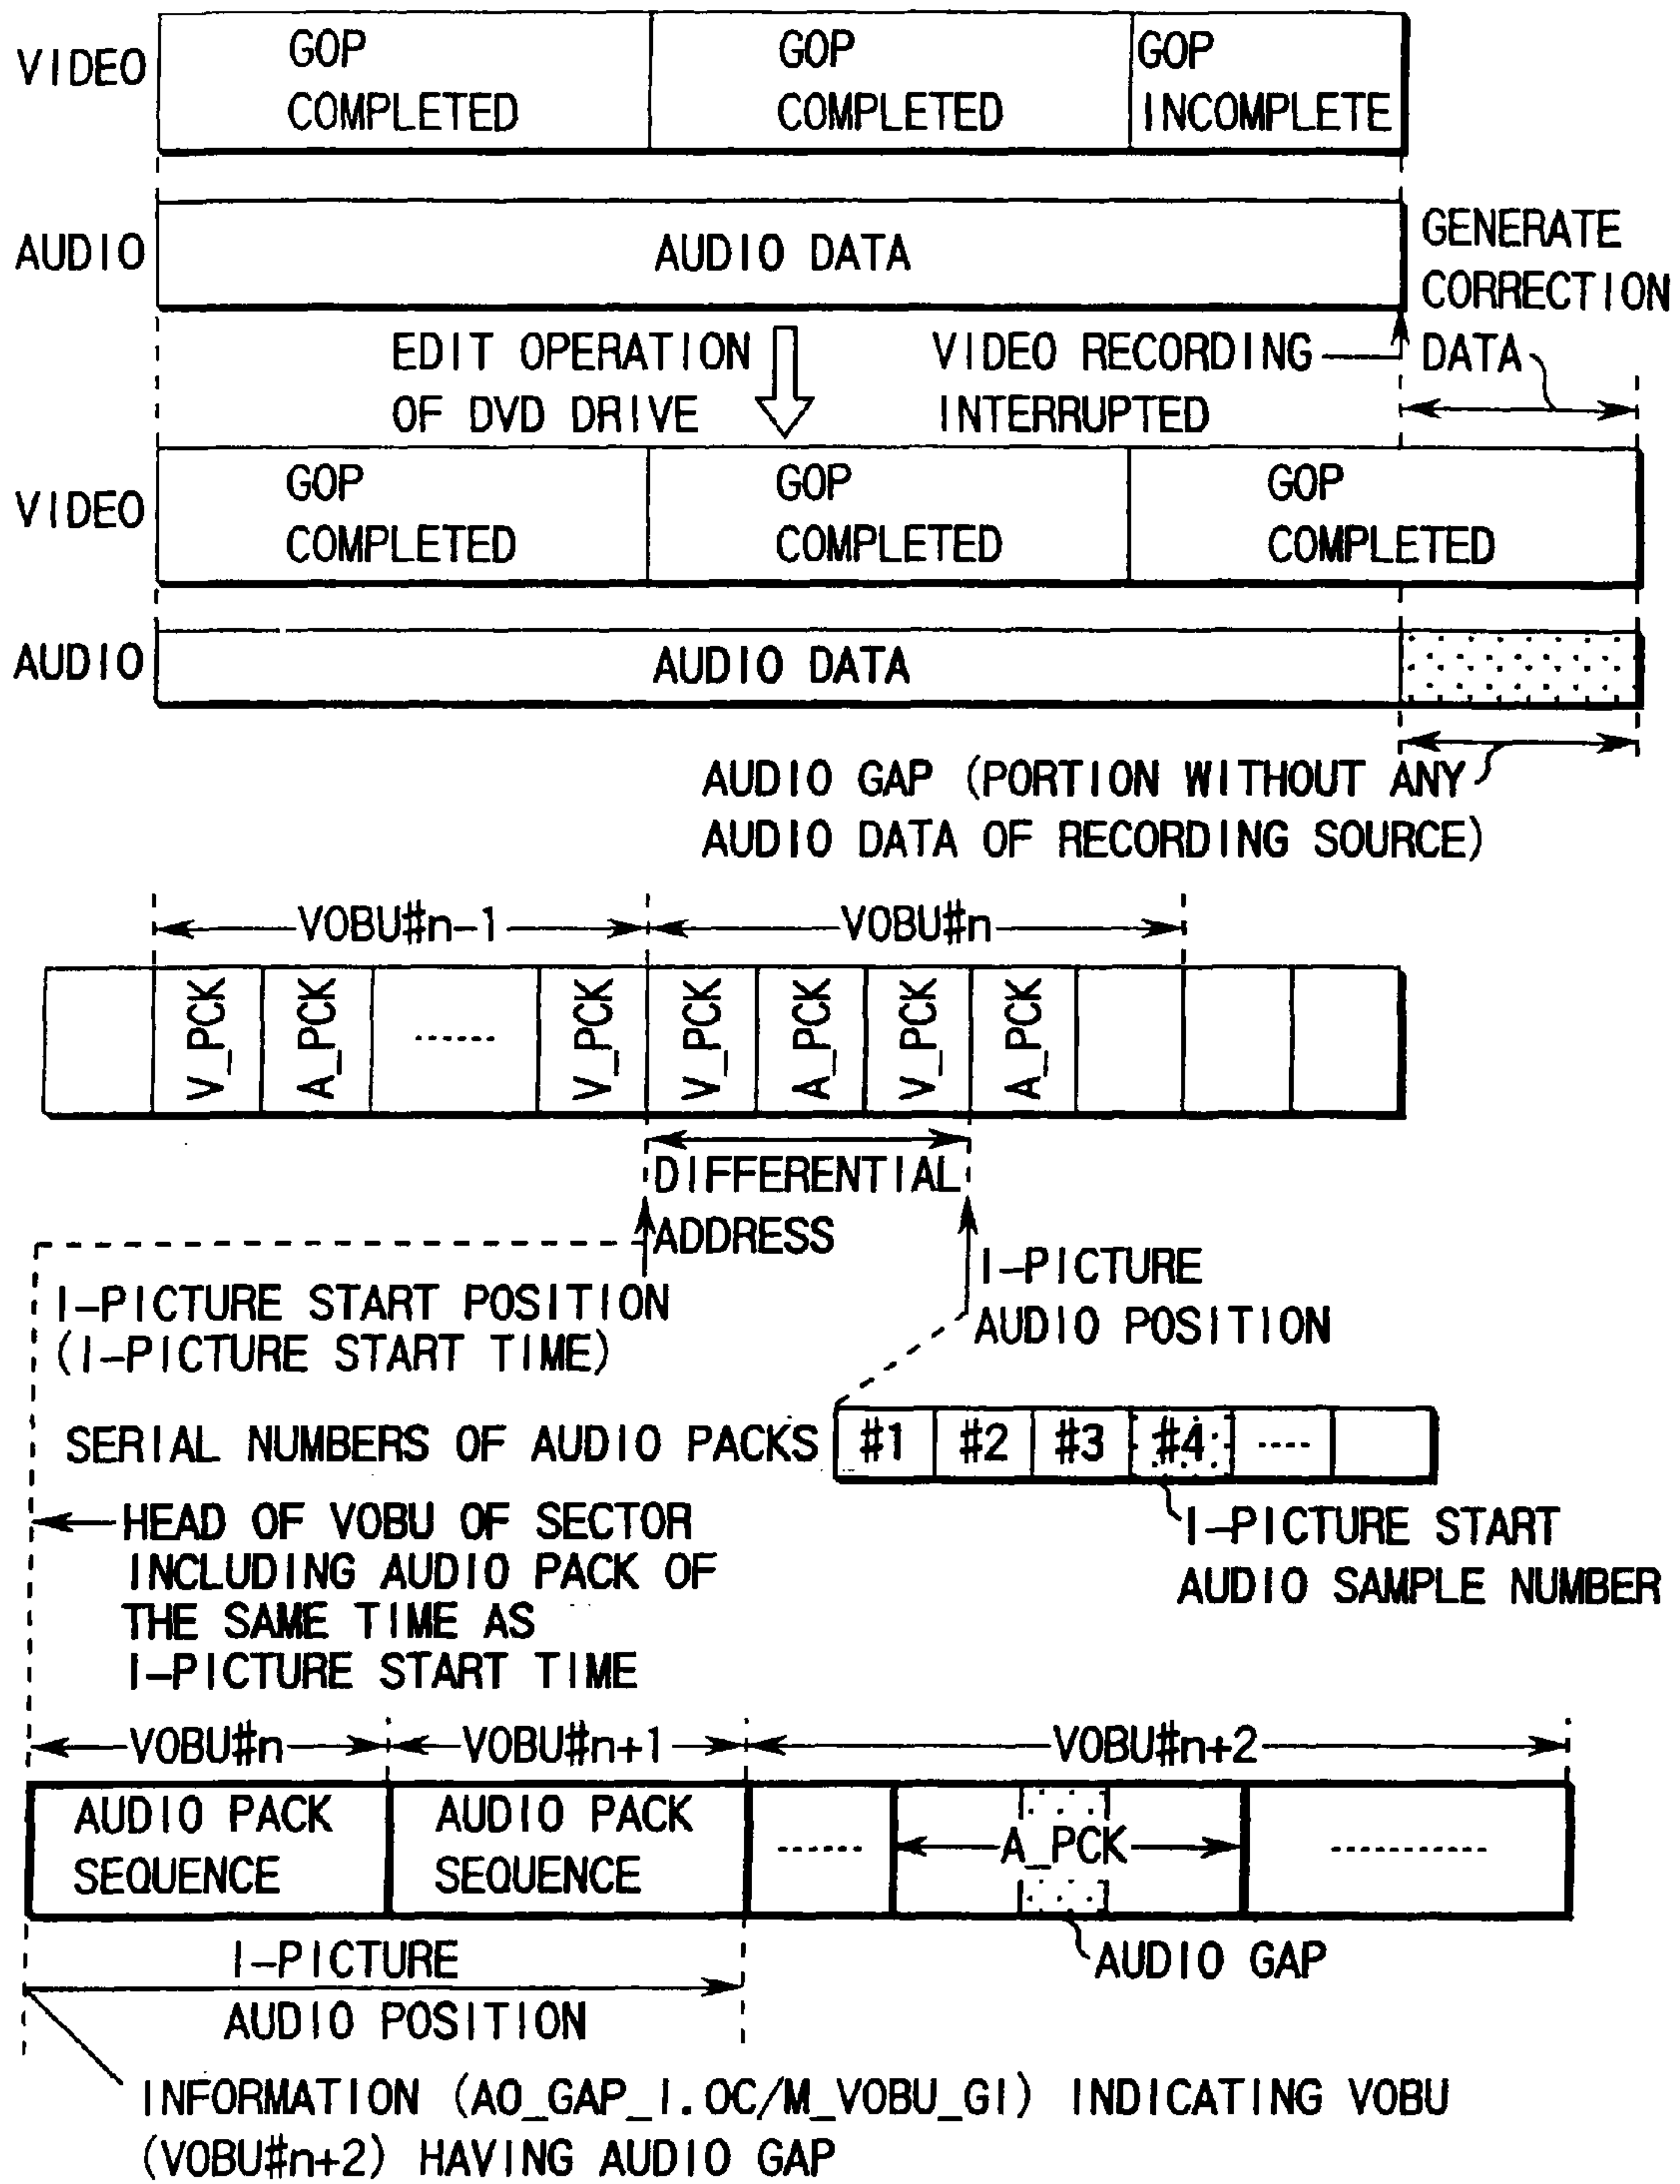 VIDEO
GOP
COMPLETED
GOP
COMPLETED
GOP
INCOMPLETE
AUDIO
AUDIO DATA
GENERATE
CORRECTION
DATA
EDIT OPERATION
OF DVD DRIVE
VIDEO RECORDING
INTERRUPTED
VIDEO
GOP
COMPLETED
GOP
COMPLETED
GOP
COMPLETED
AUDIO
AUDIO DATA
AUDIO GAP (PORTION WITHOUT ANY
AUDIO DATA OF RECORDING SOURCE)
VOBU#n-1
VOBU#n
V_PCK
A_PCK
......
V_PCK
V_PCK
A_PCK
V_PCK
A_PCK
DIFFERENTIAL
ADDRESS
I-PICTURE START POSITION
(I-PICTURE START TIME)
I-PICTURE
AUDIO POSITION
SERIAL NUMBERS OF AUDIO PACKS
#1
#2
#3
#4
----
I-PICTURE START
AUDIO SAMPLE NUMBER
HEAD OF VOBU OF SECTOR
INCLUDING AUDIO PACK OF
THE SAME TIME AS
I-PICTURE START TIME
VOBU#n
VOBU#n+1
VOBU#n+2
AUDIO PACK
SEQUENCE
AUDIO PACK
SEQUENCE
......
A_PCK
...........
AUDIO GAP
I-PICTURE
AUDIO POSITION
INFORMATION (A0_GAP_I.OC/M_VOBU_GI) INDICATING VOBU
(VOBU#n+2) HAVING AUDIO GAP